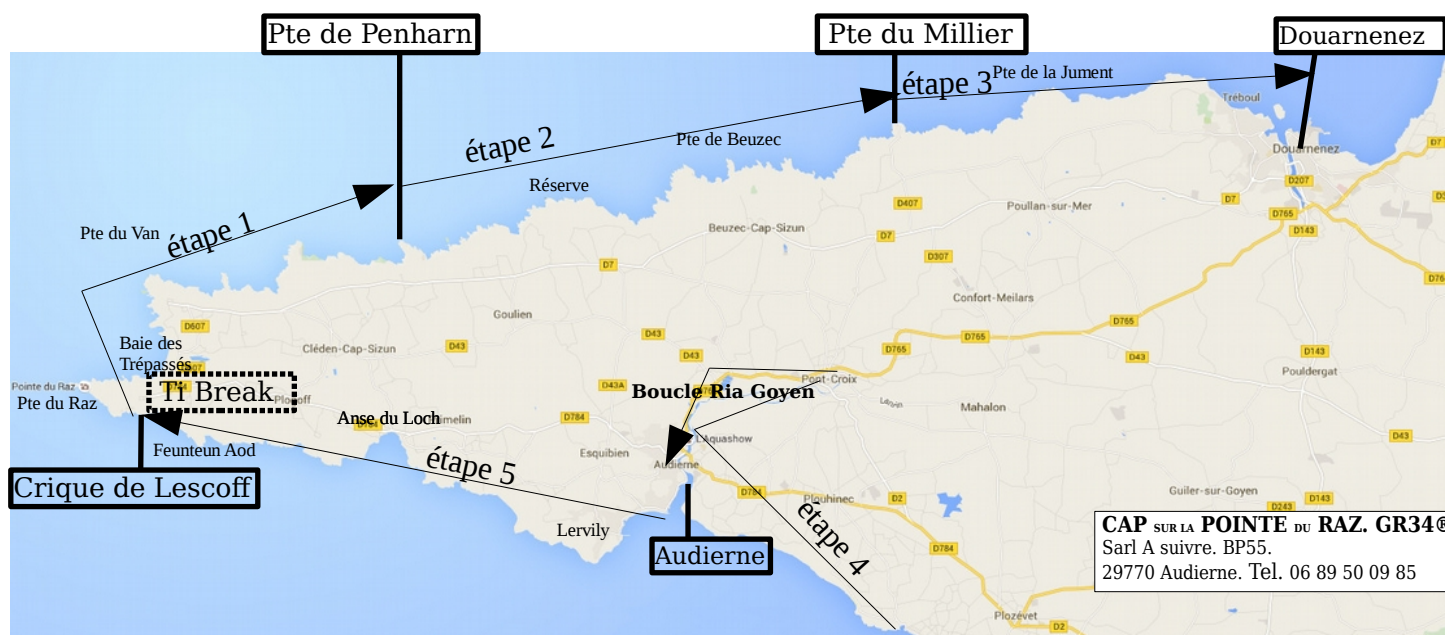 Pte de Penharn
Pte du Millier
Douarnenez
étape 3
Pte de la Jument
Tréboul
étape 2
Pte de Beuzec
Douarnenez
D7
D207
Réserve
D407
D7
Poullan-sur-Mer
D765
étape 1
Pte du Van
Beuzec-Cap-Sizun
D7
D143
D307
D7
Confort-Meilars
Goulien
D607
D43
D765
D765
Baie des
Trépassés
Cléden-Cap-Sizun
D43
D43
D765
D43
D143
Pointe du Raz
Pte du Raz
Ti Break
D43A
Boucle Ria Goyen
Pont-Croix
Pouldergat
Mahalon
Anse du Loch
D784
D784
L'Aquashow
D43
Feunteun Aod
étape 5
Esquibien
Audierne
Crique de Lescoff
D784
Plouhinec
D2
Guiler-sur-Goyen
D243
D143
Lervily
étape 4
Audierne
D784
CAP SUR LA POINTE DU RAZ. GR34®
Sarl A suivre. BP55.
29770 Audierne. Tel. 06 89 50 09 85
Plozévet
D2